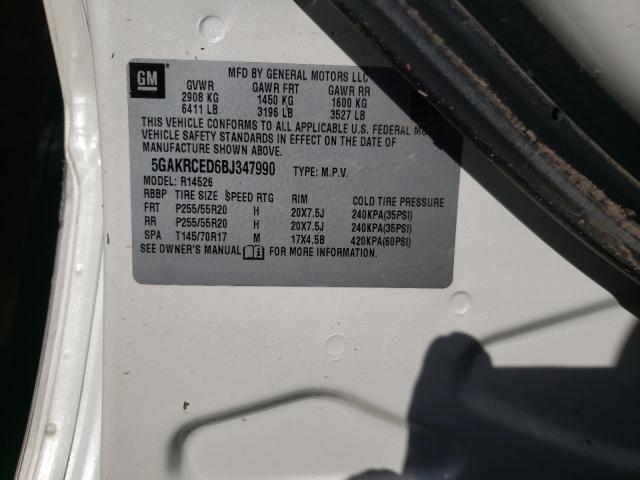 GM
MFD BY GENERAL MOTORS LLC
GVWR GAWR FRT GAWR RR
2908 KG 1450 KG 1600 KG
6411 LB 3196 LB 3527 LB
THIS VEHICLE CONFORMS TO ALL APPLICABLE U.S. FEDERAL MOTOR
VEHICLE SAFETY STANDARDS IN EFFECT ON THE DATE OF
MANUFACTURE SHOWN ABOVE.
5GAKRCED6BJ347990 TYPE: M.P.V.
MODEL: R14526
RBBP TIRE SIZE SPEED RTG RIM COLD TIRE PRESSURE
FRT P255/55R20 H 20X7.5J 240KPA(35PSI)
RR P255/55R20 H 20X7.5J 240KPA(35PSI)
SPA T145/70R17 M 17X4.5B 420KPA(60PSI)
SEE OWNER'S MANUAL FOR MORE INFORMATION.